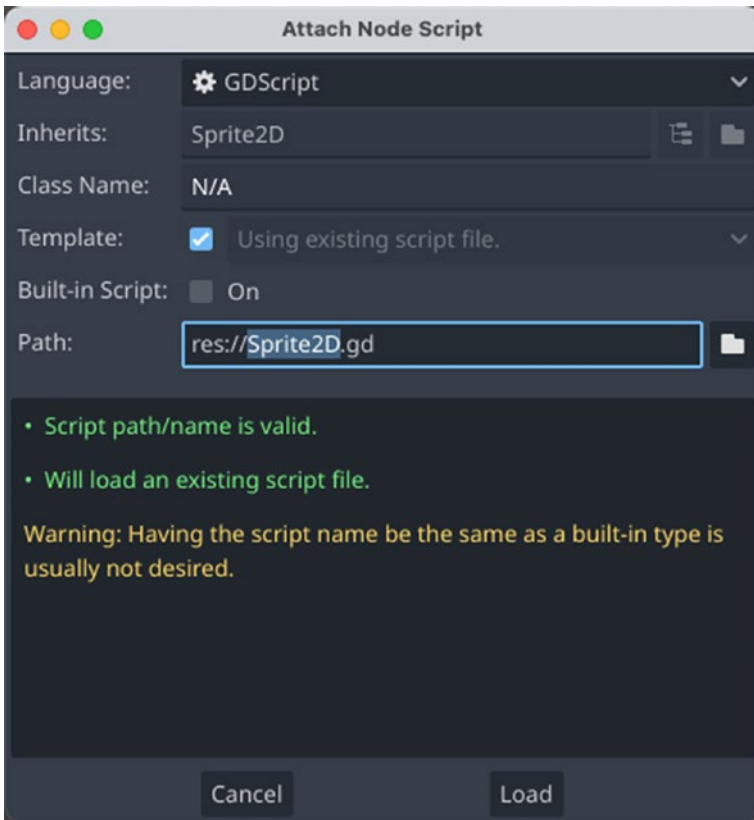 Attach Node Script
Language: GDScript
Inherits: Sprite2D
Class Name: N/A
Template: Using existing script file.
Built-in Script: On
Path: res://Sprite2D.gd
• Script path/name is valid.
• Will load an existing script file.
Warning: Having the script name be the same as a built-in type is
usually not desired.
Cancel Load